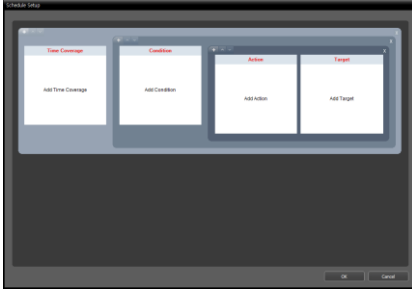 Schedule Setup
x
x
x
Time Coverage
Condition
Action
Target
Add Time Coverage
Add Condition
Add Action
Add Target
OK
Cancel